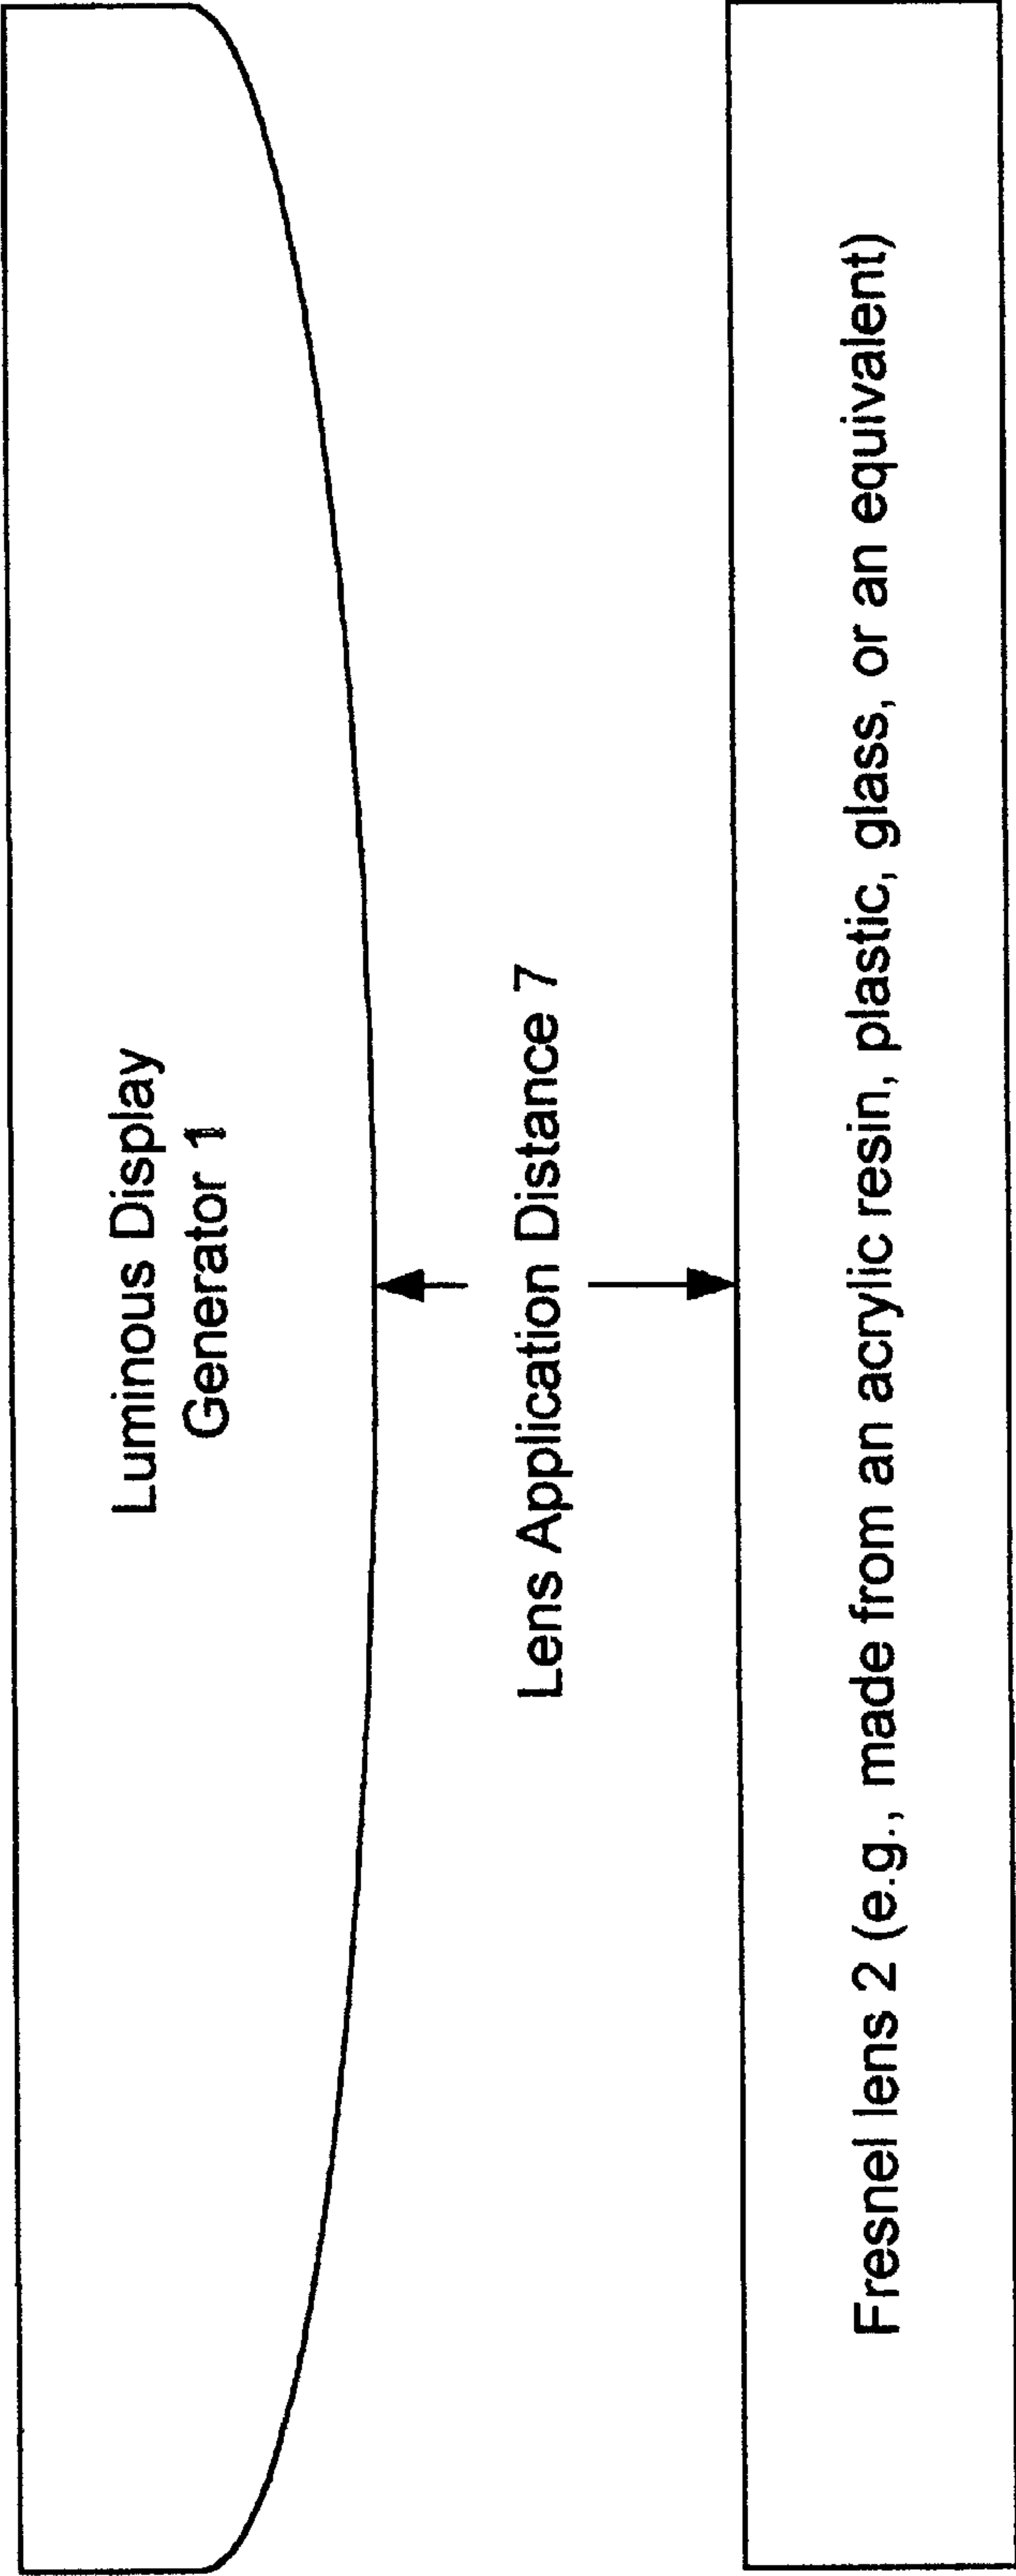 Luminous Display
Generator 1
Lens Application Distance 7
Fresnel lens 2 (e.g., made from an acrylic resin, plastic, glass, or an equivalent)